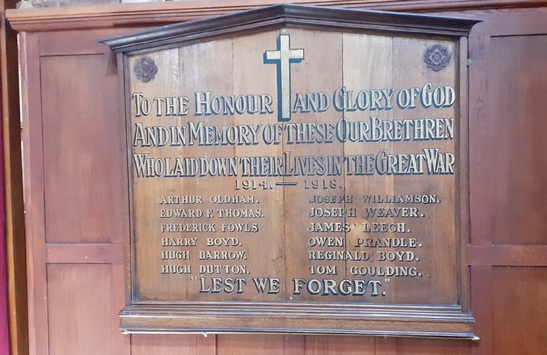 TO THE HONOUR AND GLORY OF GOD
AND IN MEMORY OF THESE OUR BRETHREN
WHO LAID DOWN THEIR LIVES IN THE GREAT WAR
1914. — 1918.
ARTHUR OLDHAM. JOSEPH WILLIAMSON.
EDWARD F. THOMAS. JOSEPH WEAVER.
FREDERICK FOWLS JAMES LEECH.
HARRY BOYD. OWEN PRANDLE.
HUGH BARROW. REGINALD BOYD.
HUGH DUTTON. TOM GOULDING.
"LEST WE FORGET."